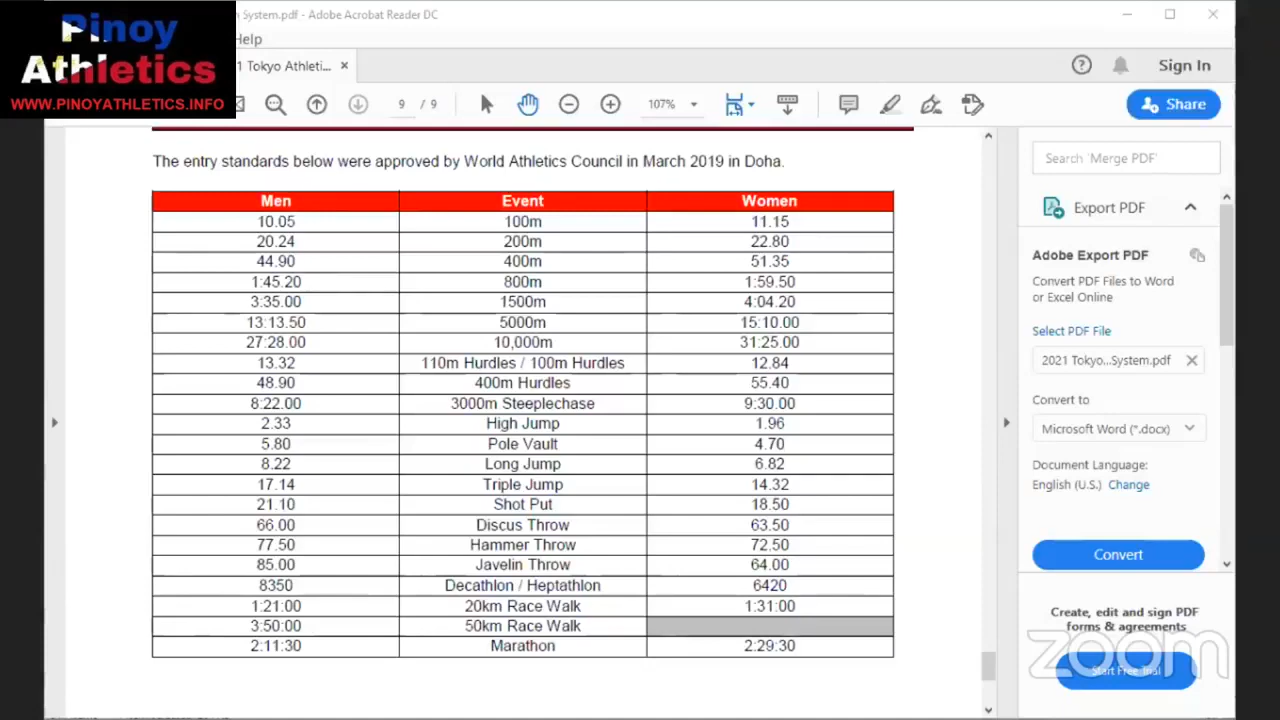 Pinoy
Athletics
WWW.PINOYATHLETICS.INFO
System.pdf - Adobe Acrobat Reader DC
Help
1 Tokyo Athleti...
Sign In
9 / 9
107%
Share
The entry standards below were approved by World Athletics Council in March 2019 in Doha.
Men Event Women
10.05 100m 11.15
20.24 200m 22.80
44.90 400m 51.35
1:45.20 800m 1:59.50
3:35.00 1500m 4:04.20
13:13.50 5000m 15:10.00
27:28.00 10,000m 31:25.00
13.32 110m Hurdles / 100m Hurdles 12.84
48.90 400m Hurdles 55.40
8:22.00 3000m Steeplechase 9:30.00
2.33 High Jump 1.96
5.80 Pole Vault 4.70
8.22 Long Jump 6.82
17.14 Triple Jump 14.32
21.10 Shot Put 18.50
66.00 Discus Throw 63.50
77.50 Hammer Throw 72.50
85.00 Javelin Throw 64.00
8350 Decathlon / Heptathlon 6420
1:21:00 20km Race Walk 1:31:00
3:50:00 50km Race Walk
2:11:30 Marathon 2:29:30
Search 'Merge PDF'
Export PDF
Adobe Export PDF
Convert PDF Files to Word
or Excel Online
Select PDF File
2021 Tokyo...System.pdf
Convert to
Microsoft Word (*.docx)
Document Language:
English (U.S.) Change
Convert
Create, edit and sign PDF
forms & agreements
Start Free Trial
zoom